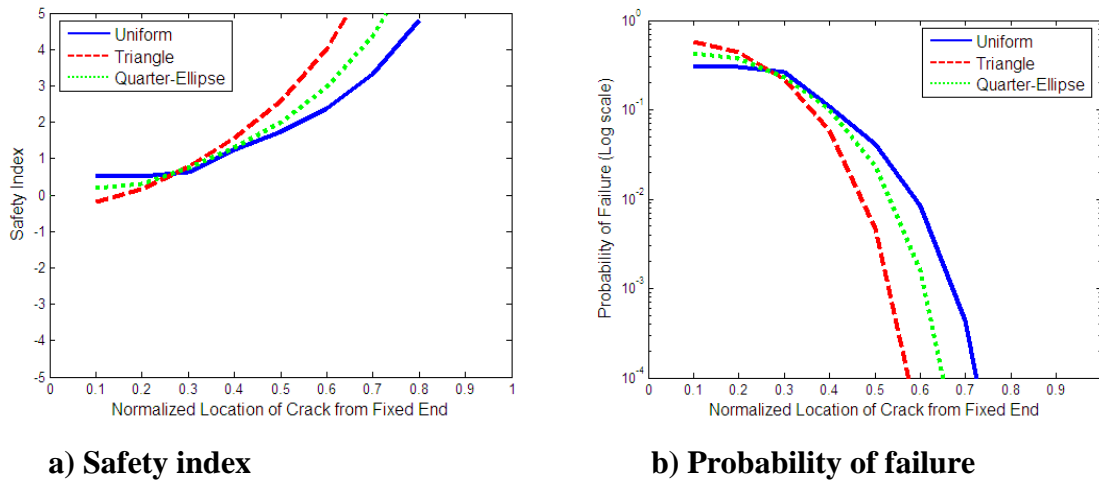 Uniform
Triangle
Quarter-Ellipse
Safety Index
5
4
3
2
1
0
-1
-2
-3
-4
-5
0 0.1 0.2 0.3 0.4 0.5 0.6 0.7 0.8 0.9 1
Normalized Location of Crack from Fixed End
a) Safety index
Uniform
Triangle
Quarter-Ellipse
Probability of Failure (Log scale)
10^0
10^-1
10^-2
10^-3
10^-4
0 0.1 0.2 0.3 0.4 0.5 0.6 0.7 0.8 0.9
Normalized Location of Crack from Fixed End
b) Probability of failure